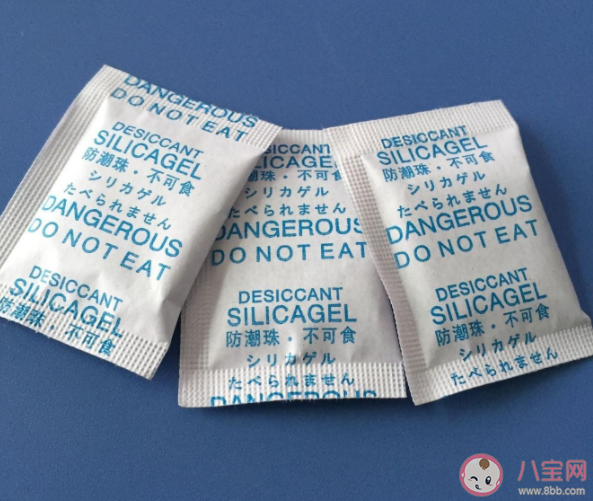 DANGEROUS
DO NOT EAT
DESICCANT
SILICAGEL
防潮珠·不可食
シリカゲル
たべられません
DANGEROUS
DO NOT EAT
DESICCANT
SILICAGEL
防潮珠·不可食
DESICCANT
SILICAGEL
防潮珠·不可食
シリカゲル
たべられません
DANGEROUS
DO NOT EAT
DESICCANT
SILICAGEL
防潮珠·不可食
シリカゲル
たべられません
DANGEROUS
DESICCANT
SILICAGEL
防潮珠·不可食
シリカゲル
たべられません
DANGEROUS
DO NOT EAT
DESICCANT
SILICAGEL
防潮珠·不可食
シリカゲル
たべられません
八宝网
www.8bb.com